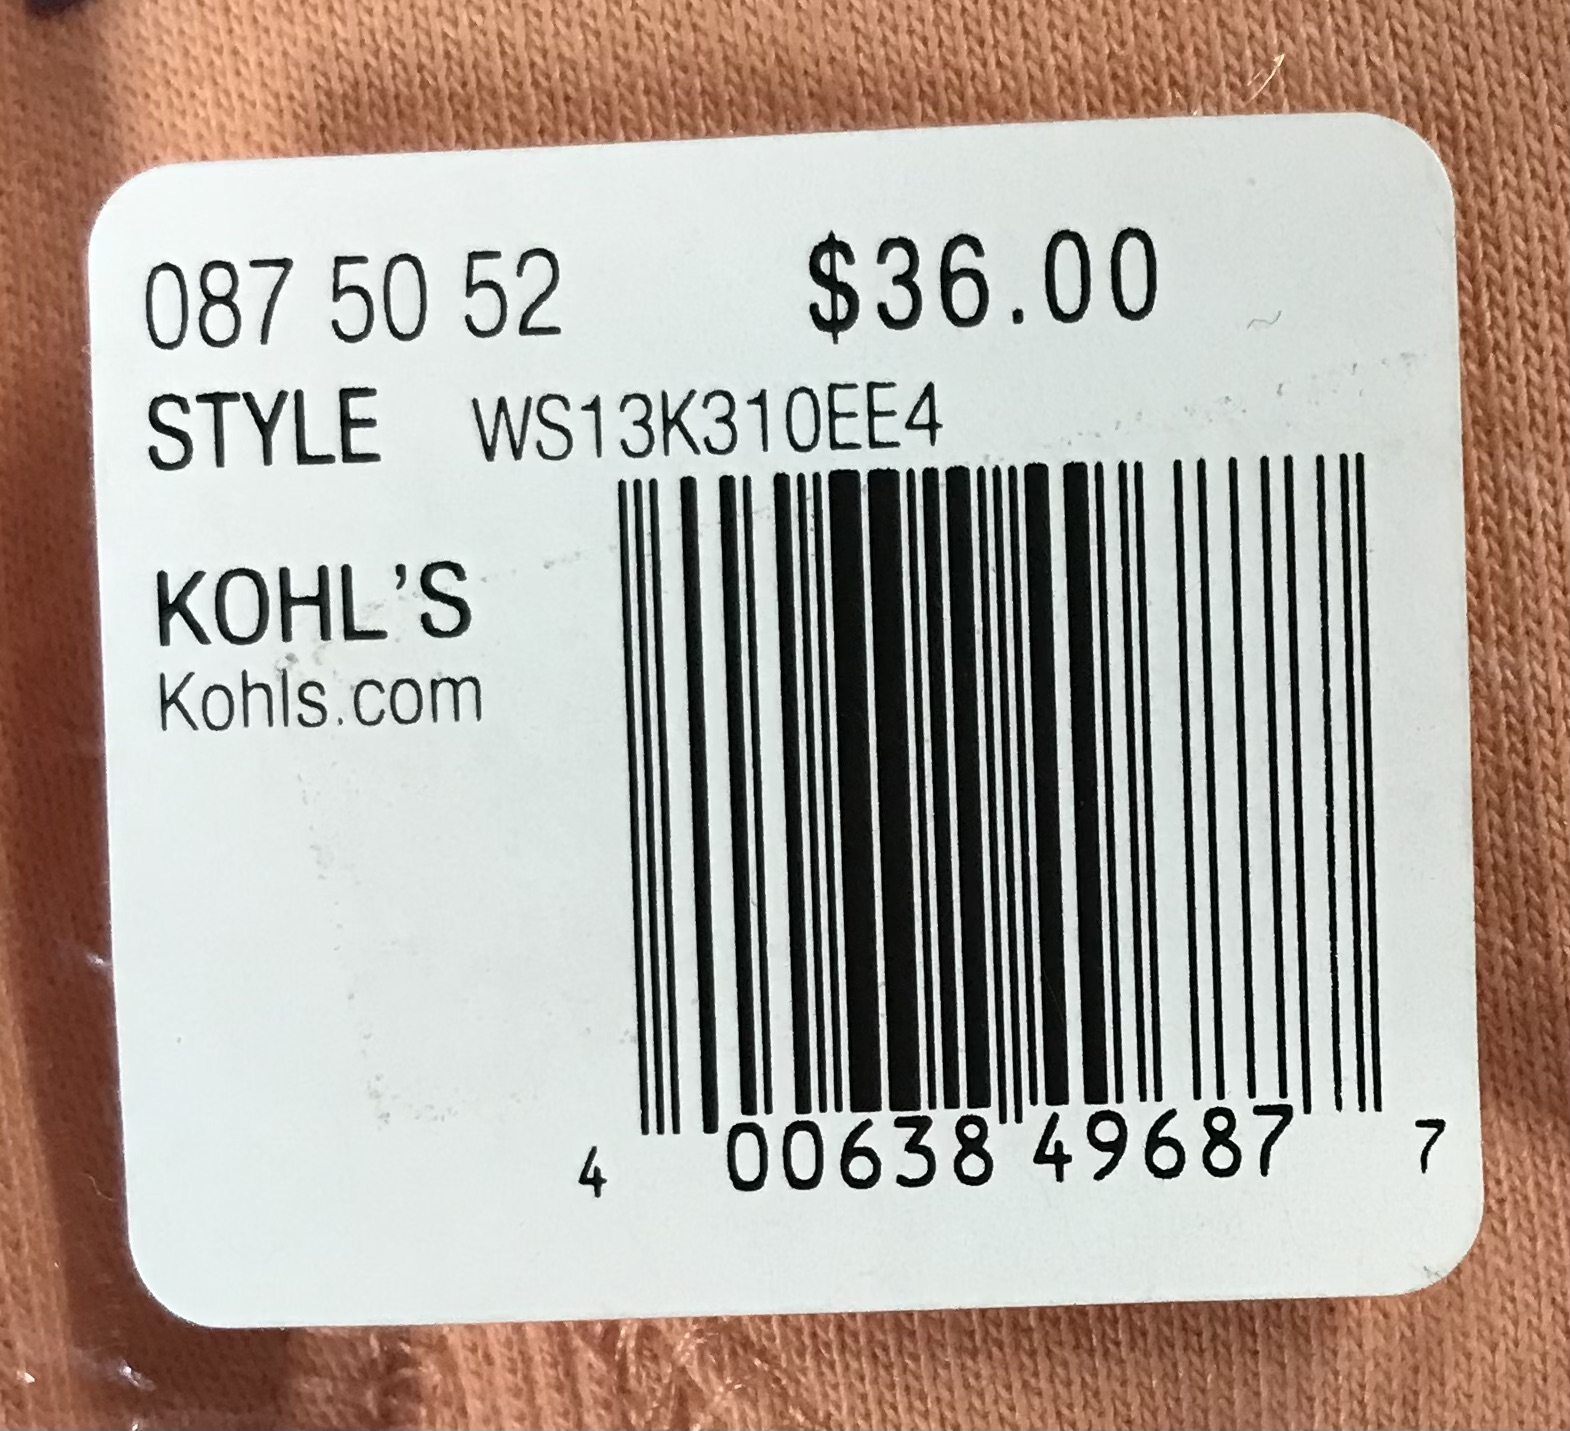 087 50 52 $36.00
STYLE WS13K310EE4
KOHL'S
Kohls.com
4 00638 49687 7